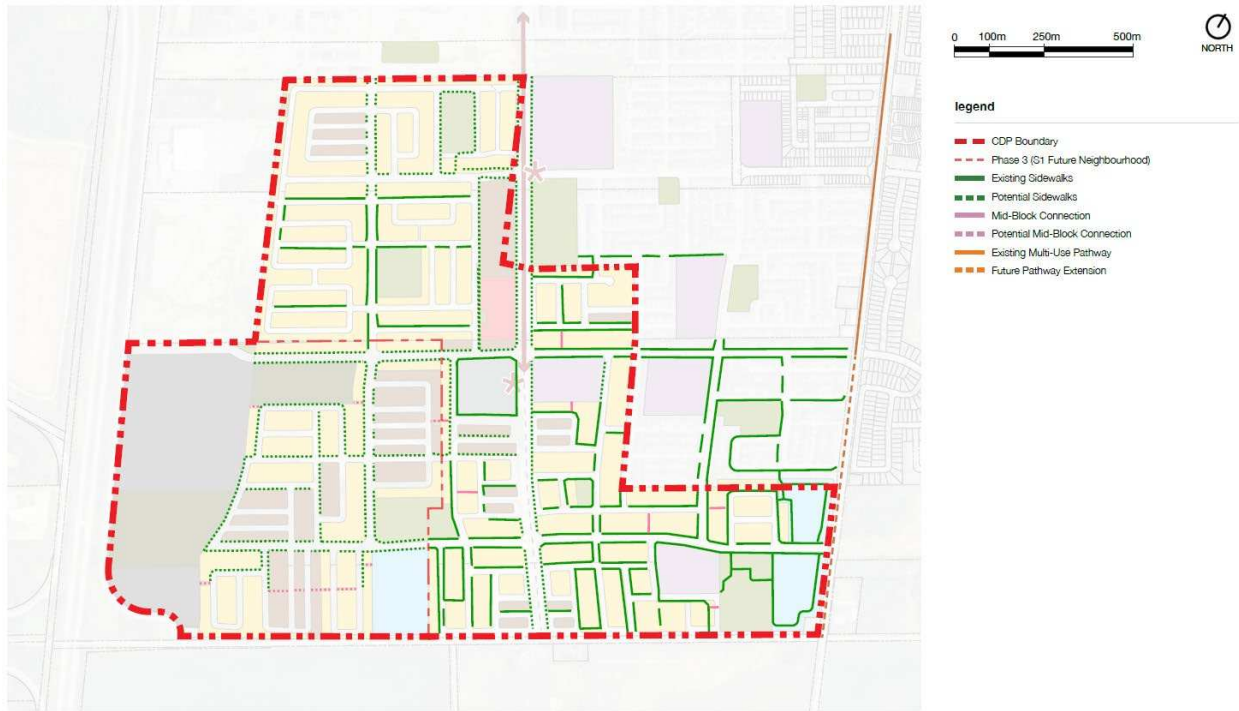 0 100m 250m 500m
NORTH
legend
CDP Boundary
Phase 3 (S1 Future Neighbourhood)
Existing Sidewalks
Potential Sidewalks
Mid-Block Connection
Potential Mid-Block Connection
Existing Multi-Use Pathway
Future Pathway Extension